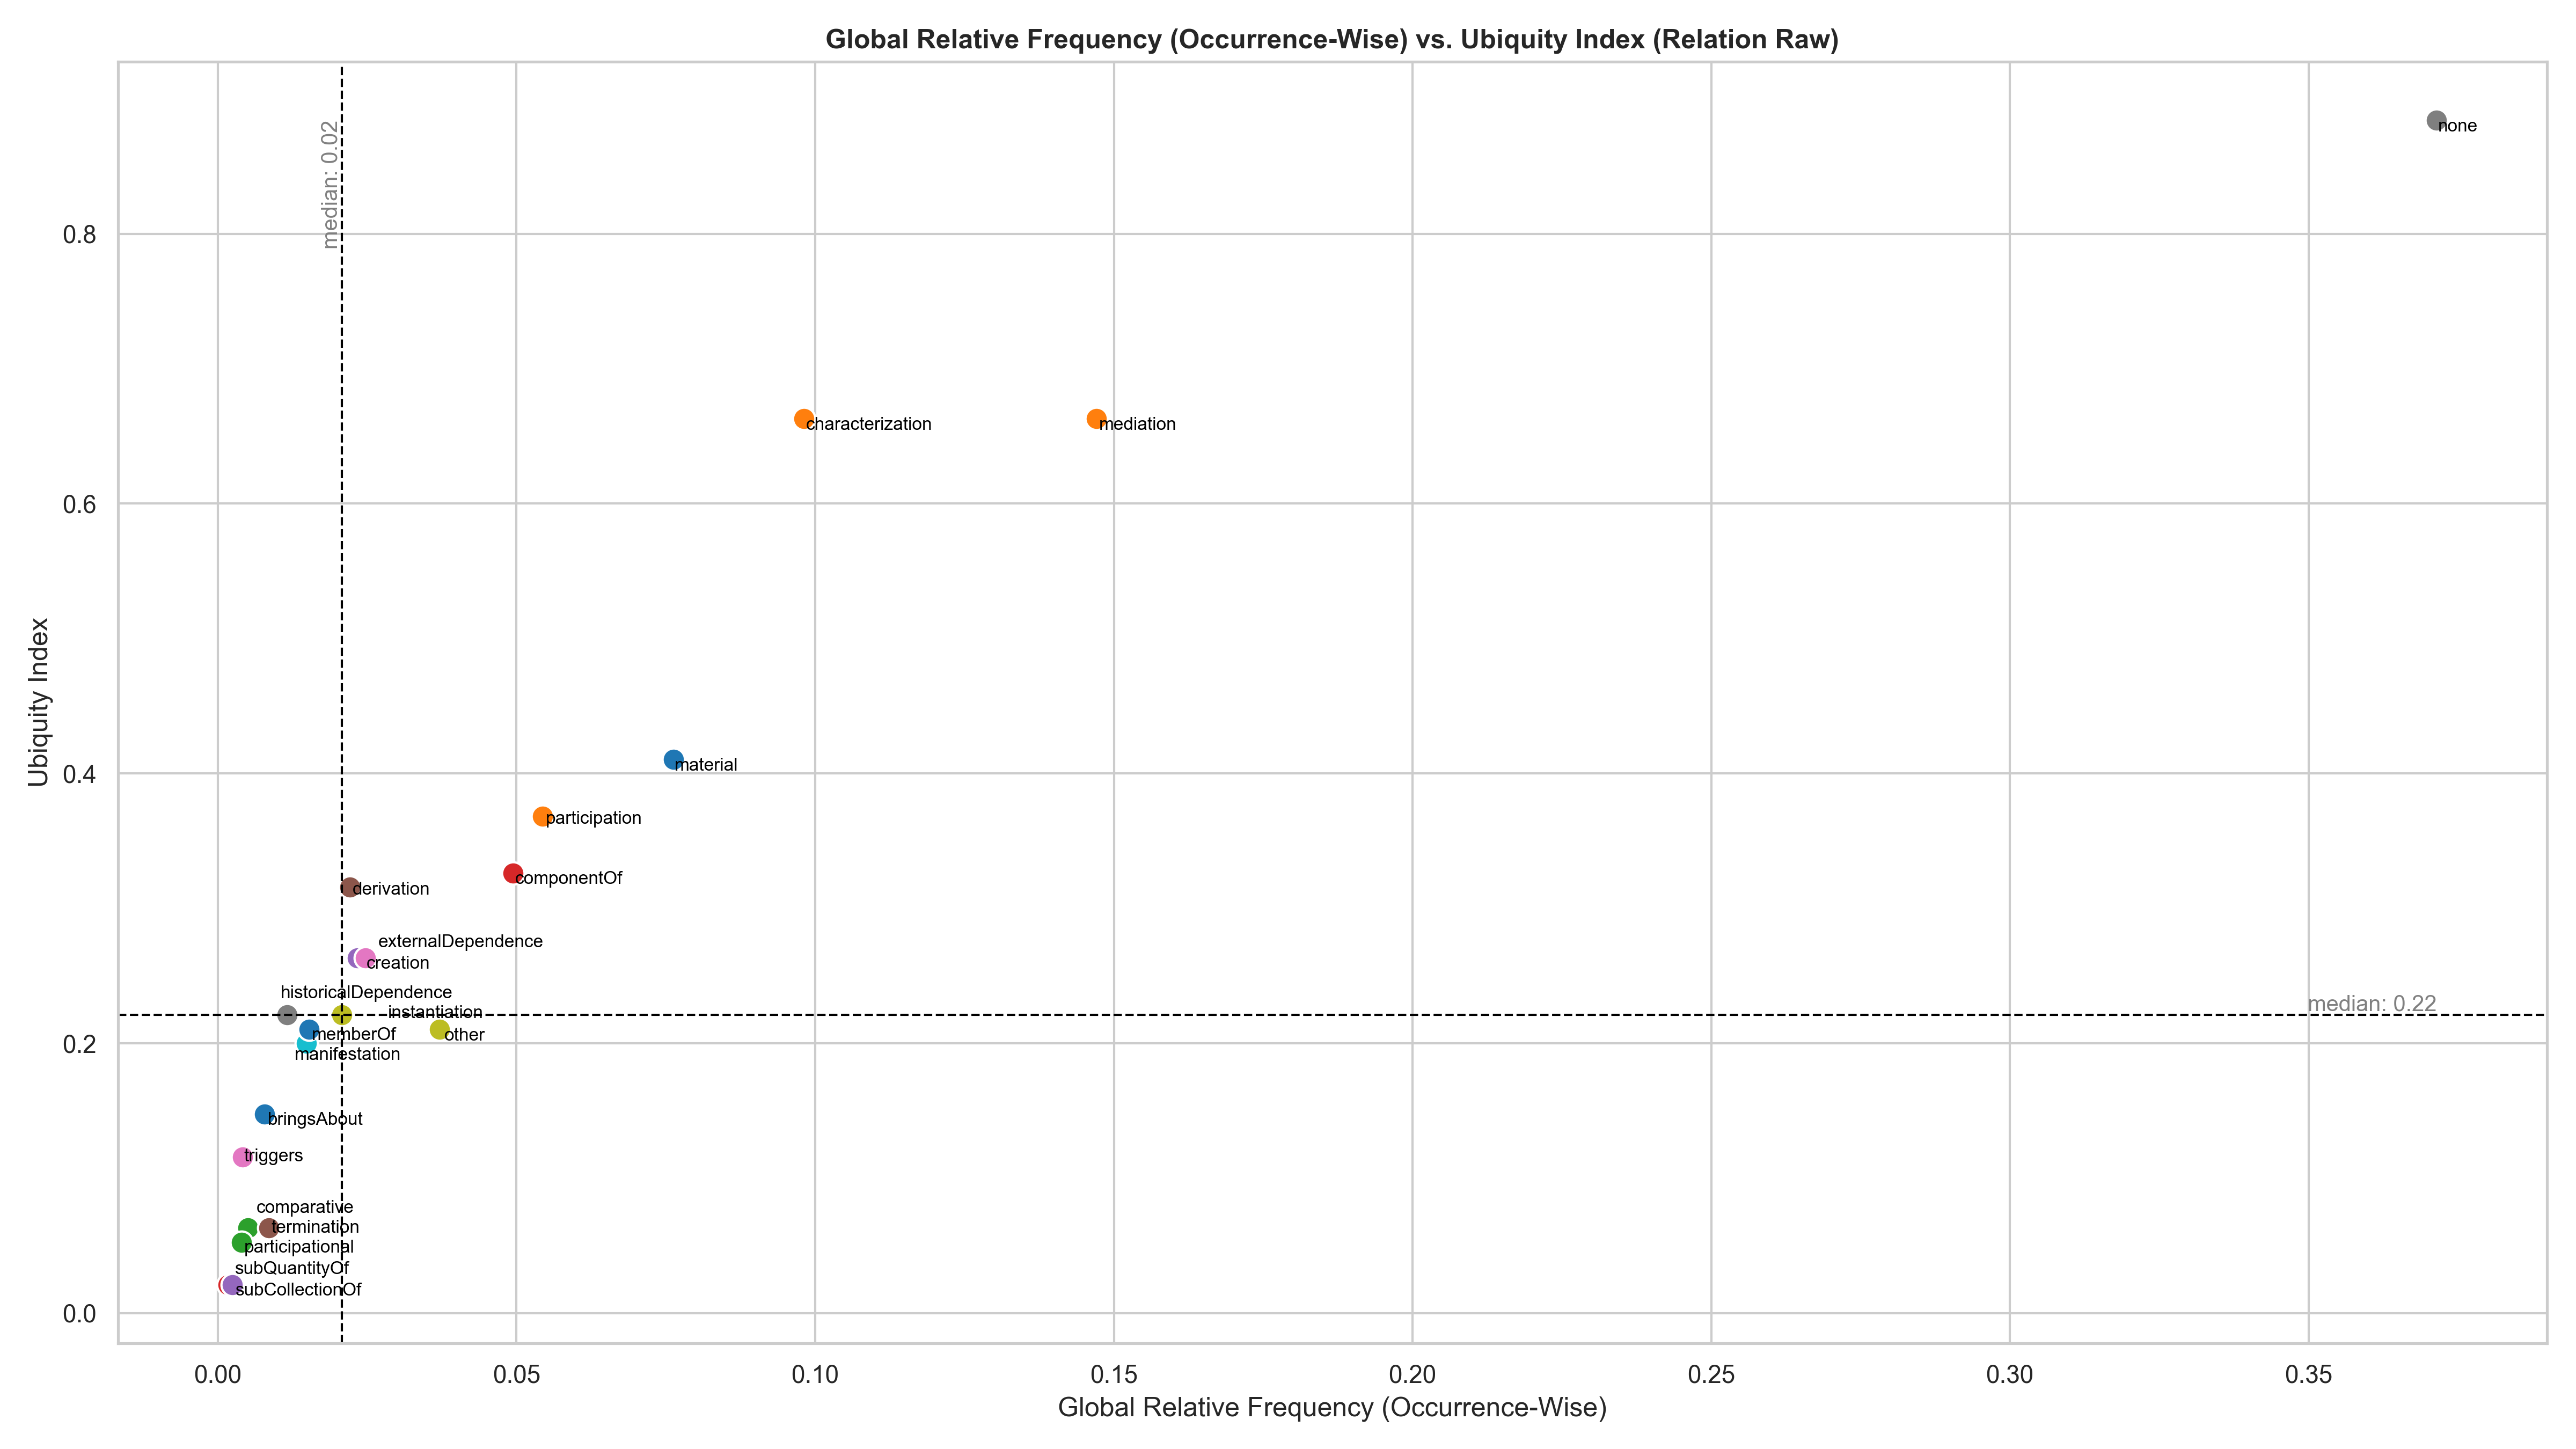 Global Relative Frequency (Occurrence-Wise) vs. Ubiquity Index (Relation Raw)
median: 0.02
none
0.8
characterization
mediation
0.6
Ubiquity Index
material
0.4
participation
componentOf
derivation
externalDependence
creation
historicalDependence
instantiation
median: 0.22
memberOf
other
0.2
manifestation
bringsAbout
triggers
comparative
termination
participational
subQuantityOf
subCollectionOf
0.0
0.00 0.05 0.10 0.15 0.20 0.25 0.30 0.35
Global Relative Frequency (Occurrence-Wise)